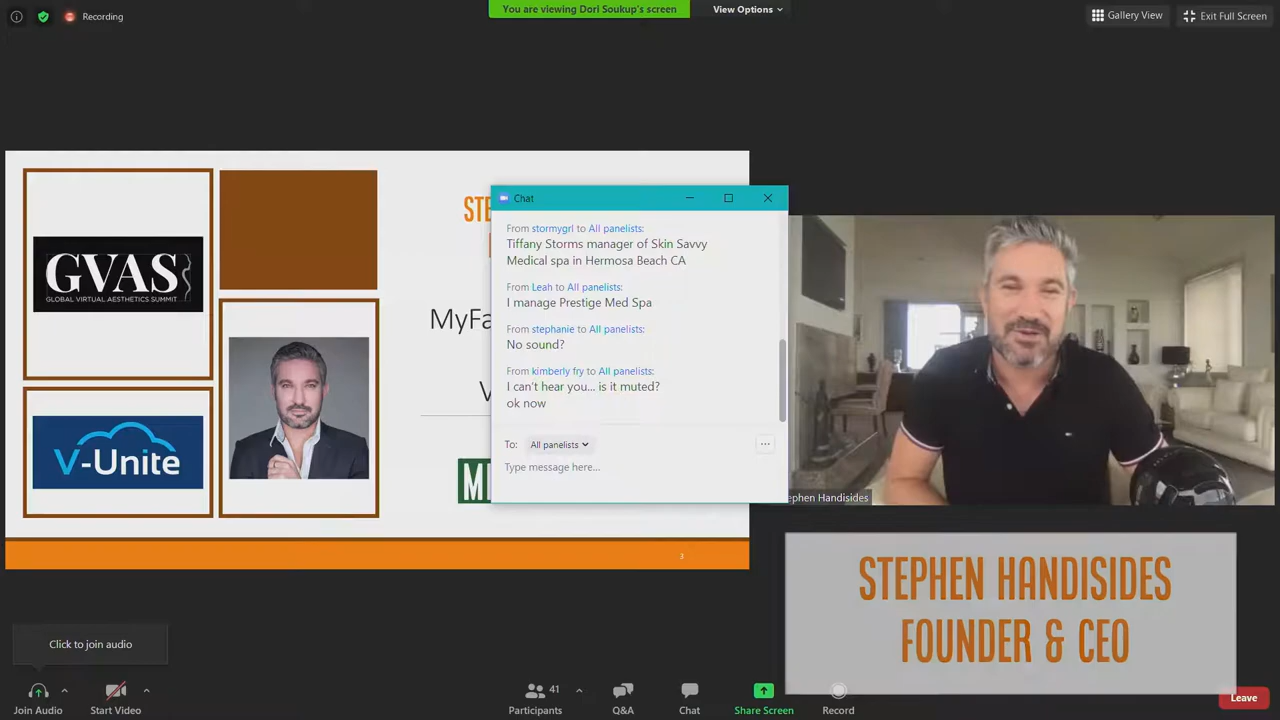 Recording
You are viewing Dori Soukup's screen
View Options
Gallery View
Exit Full Screen
GVAS
GLOBAL VIRTUAL AESTHETICS SUMMIT
V-Unite
STE
MyFa
V
M
3
Chat
From stormygrl to All panelists:
Tiffany Storms manager of Skin Savvy
Medical spa in Hermosa Beach CA
From Leah to All panelists:
I manage Prestige Med Spa
From stephanie to All panelists:
No sound?
From kimberly fry to All panelists:
I can't hear you... is it muted?
ok now
To: All panelists
Type message here...
ephen Handisides
STEPHEN HANDISIDES
FOUNDER & CEO
Click to join audio
Join Audio
Start Video
41
Participants
Q&A
Chat
Share Screen
Record
Leave